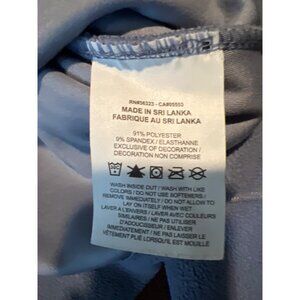 RN#56323 - CA#05553
MADE IN SRI LANKA
FABRIQUE AU SRI LANKA
91% POLYESTER
9% SPANDEX / ELASTHANNE
EXCLUSIVE OF DECORATION /
DECORATION NON COMPRISE
WASH INSIDE OUT / WASH WITH LIKE
COLORS / DO NOT USE SOFTENERS /
REMOVE IMMEDIATELY / DO NOT ALLOW TO
LAY ON ITSELF WHEN WET
LAVER A L'ENVERS / LAVER AVEC COULEURS
SIMILAIRES / NE PAS UTILISER
D'ADOUCISSEUR / ENLEVER
IMMÉDIATEMENT / NE PAS LAISSER LE
VÊTEMENT PLIÉ LORSQU'IL EST MOUILLÉ